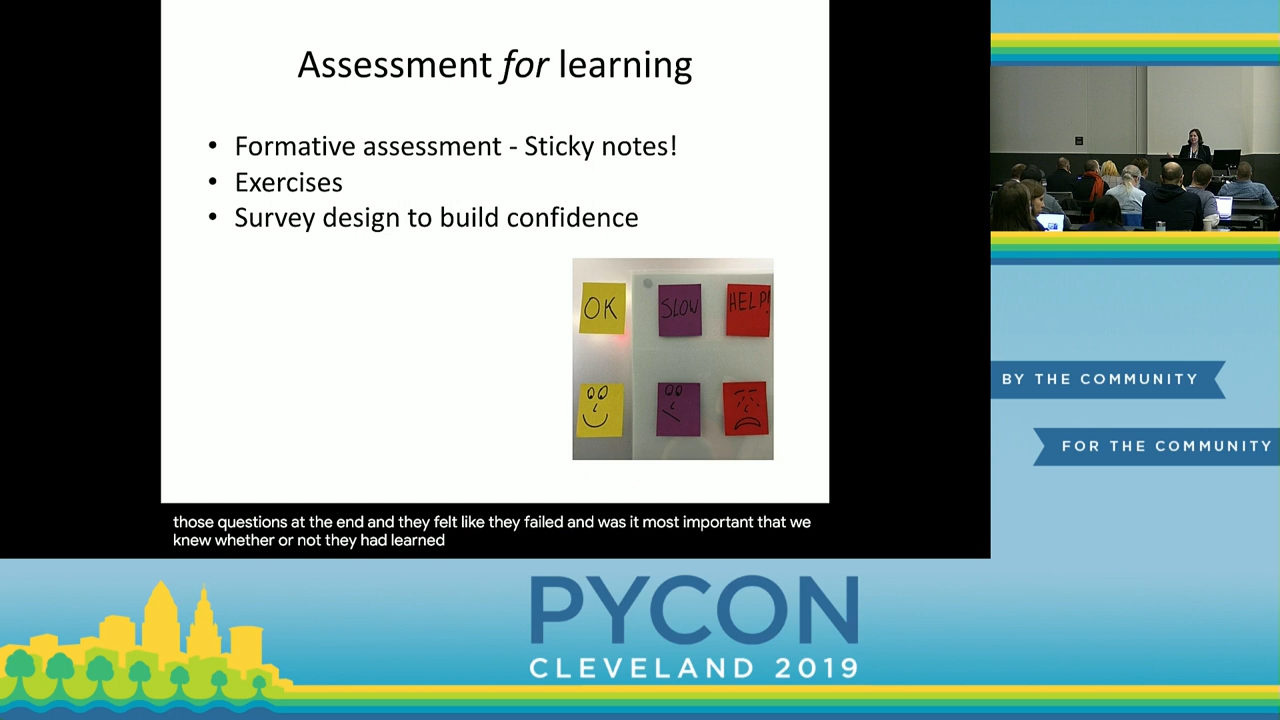 Assessment for learning
• Formative assessment - Sticky notes!
• Exercises
• Survey design to build confidence
OK
SLOW
HELP!
those questions at the end and they felt like they failed and was it most important that we
knew whether or not they had learned
BY THE COMMUNITY
FOR THE COMMUNITY
PYCON
CLEVELAND 2019